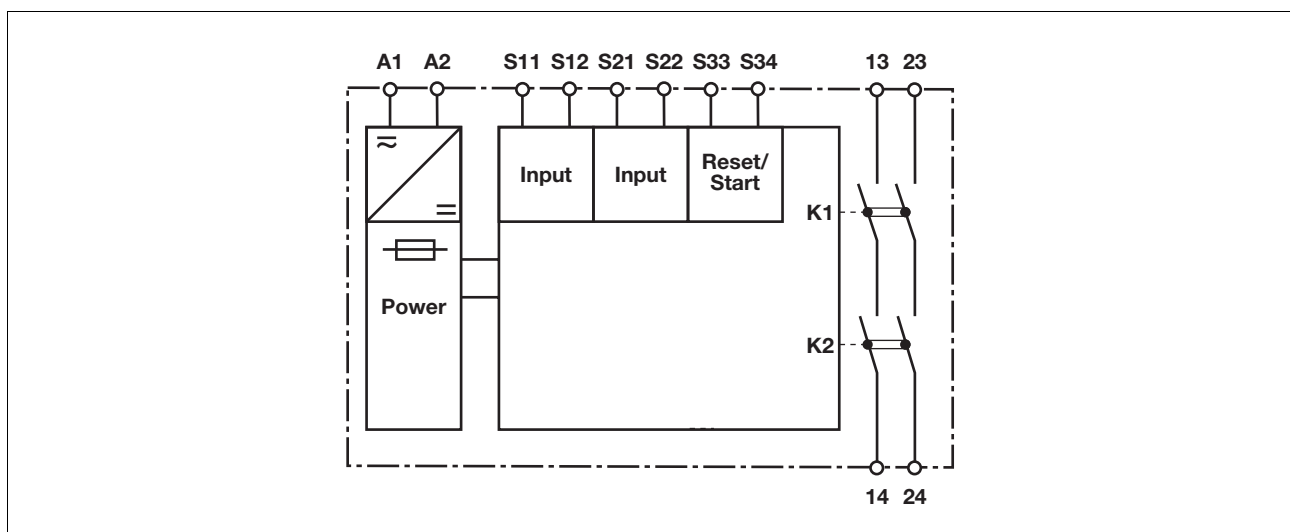 A1 A2 S11 S12 S21 S22 S33 S34 13 23
Input Input Reset/
Start
K1
Power
K2
14 24